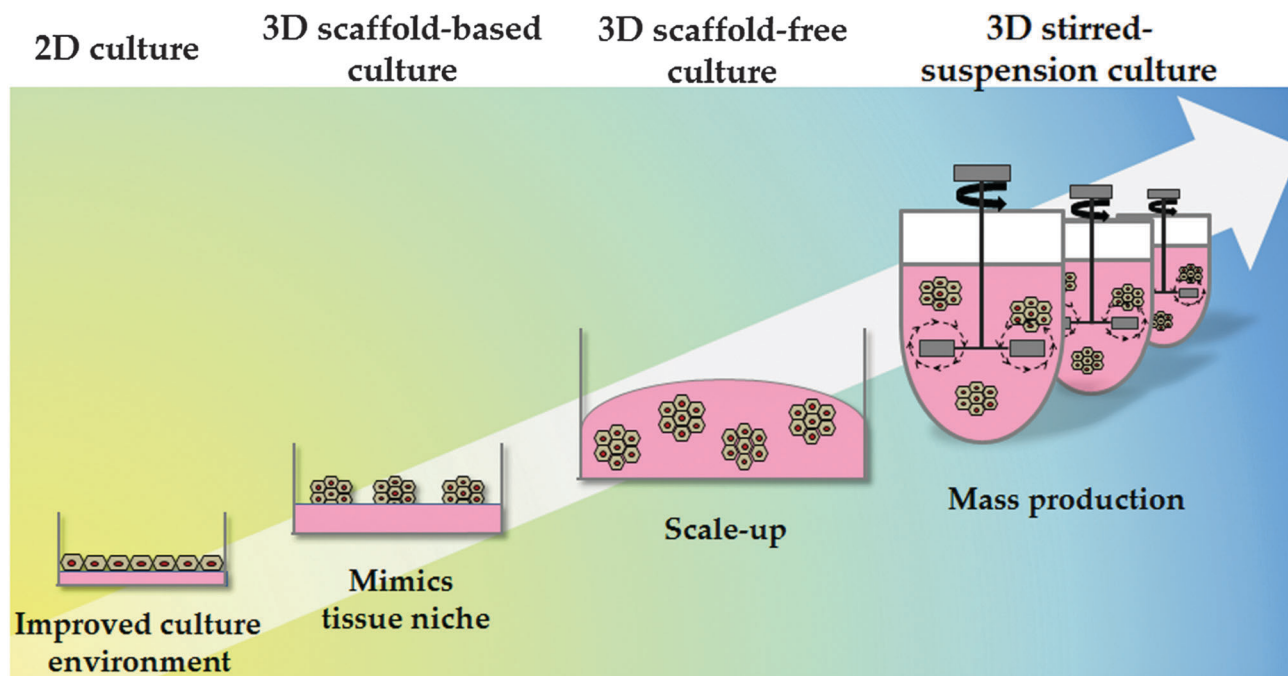 2D culture
3D scaffold-based
culture
3D scaffold-free
culture
3D stirred-
suspension culture
Improved culture
environment
Mimics
tissue niche
Scale-up
Mass production